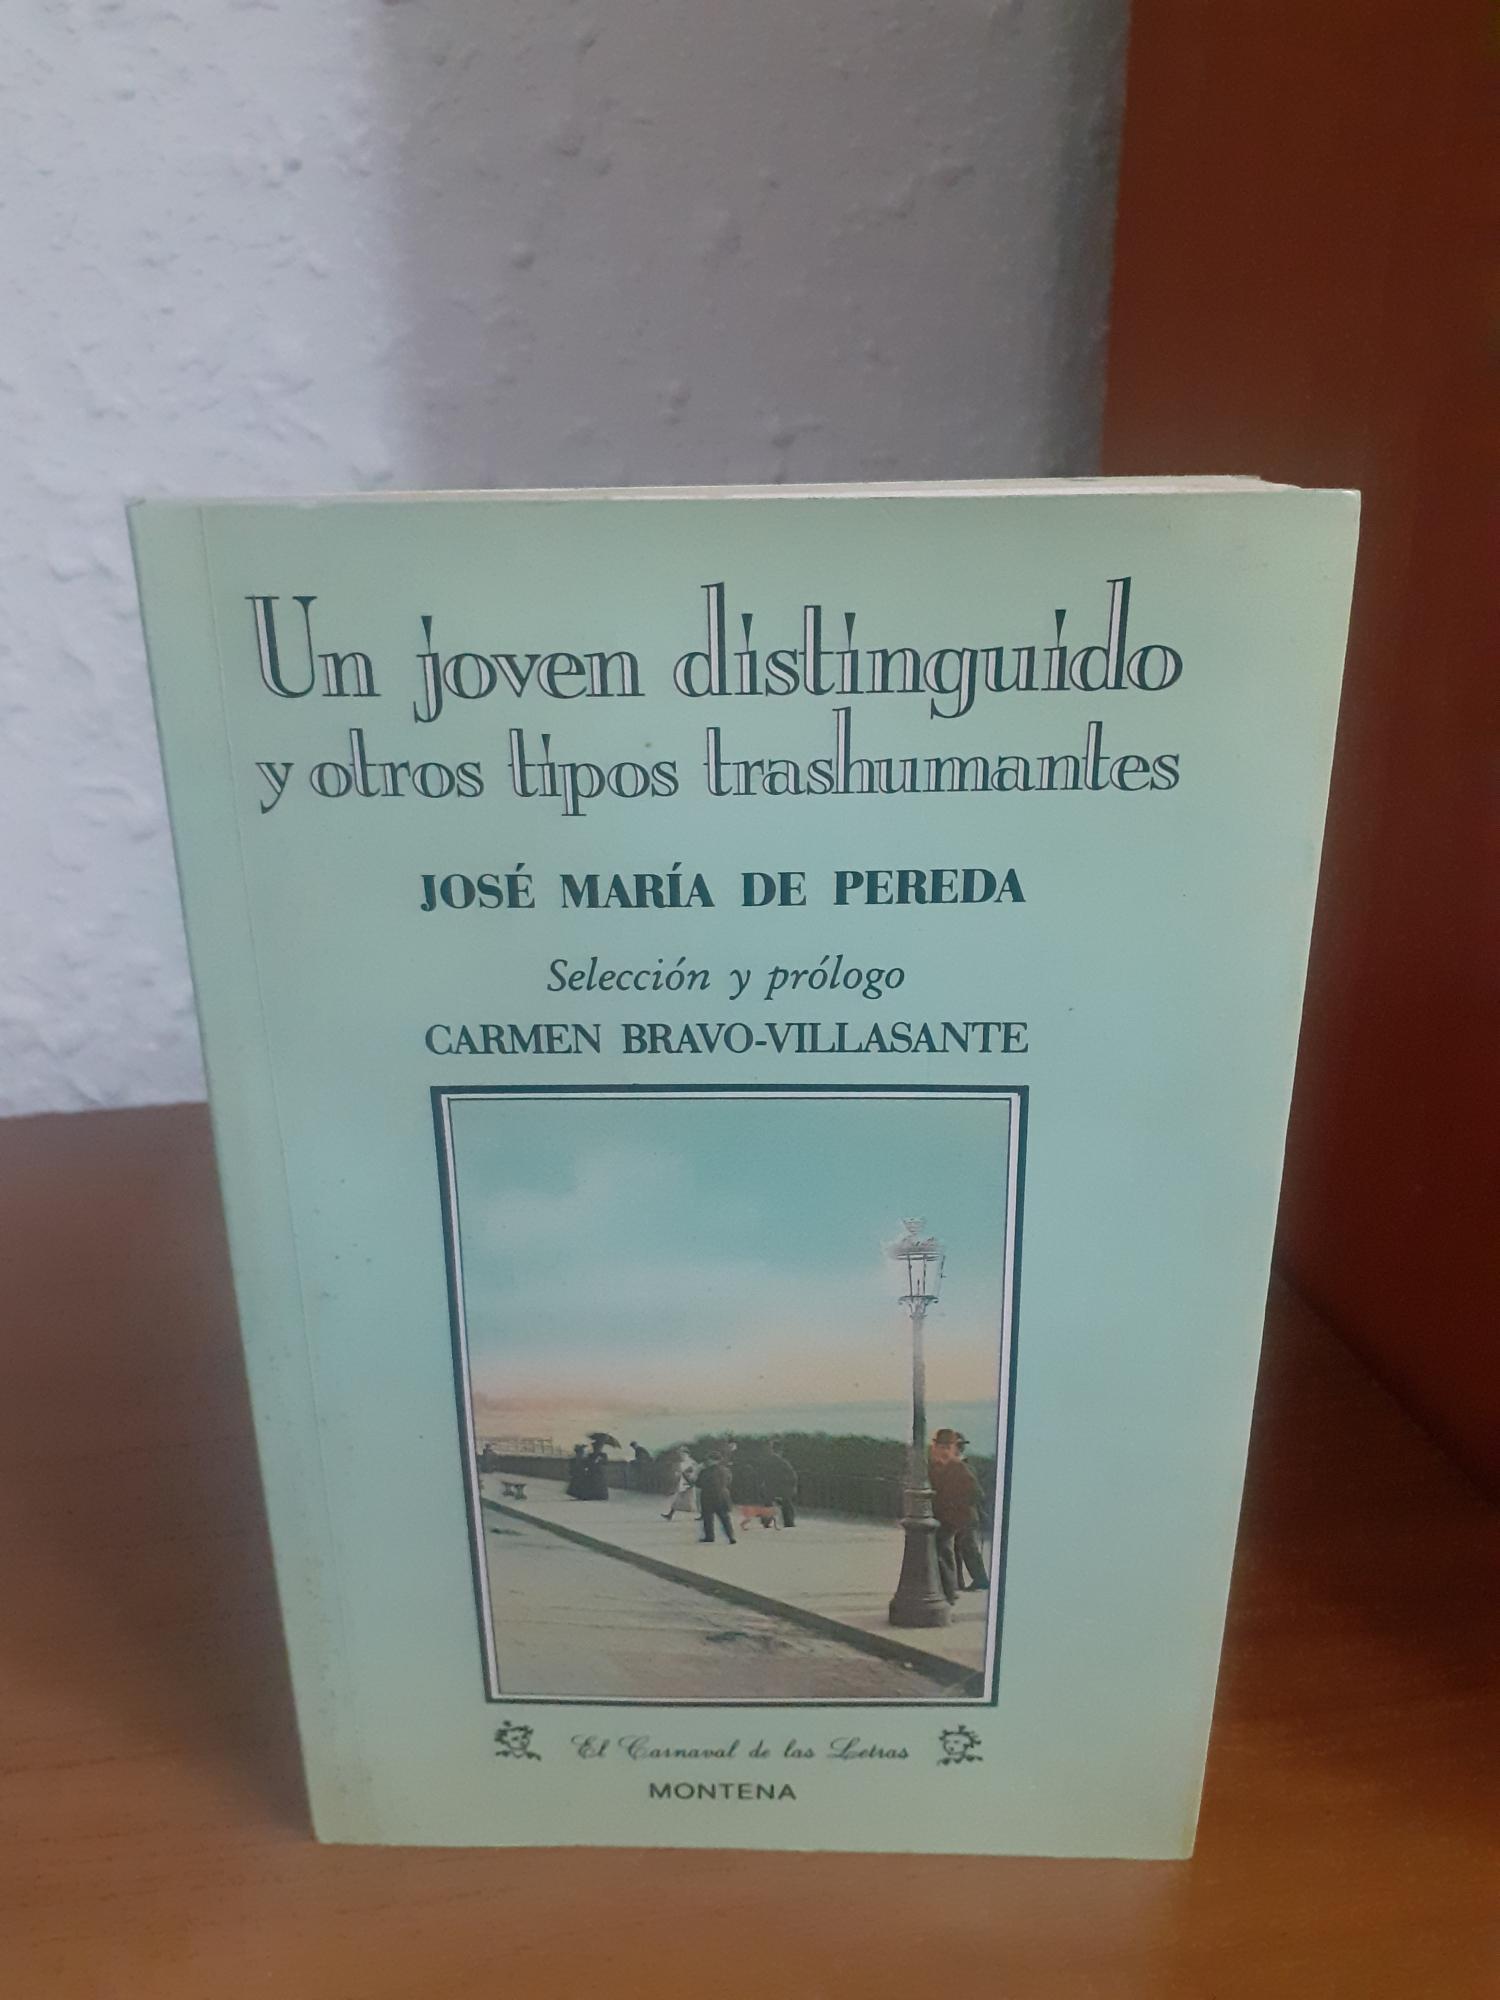 Un joven distinguido
y otros tipos trashumantes
JOSÉ MARÍA DE PEREDA
Selección y prólogo
CARMEN BRAVO-VILLASANTE
El Carnaval de las Letras
MONTENA